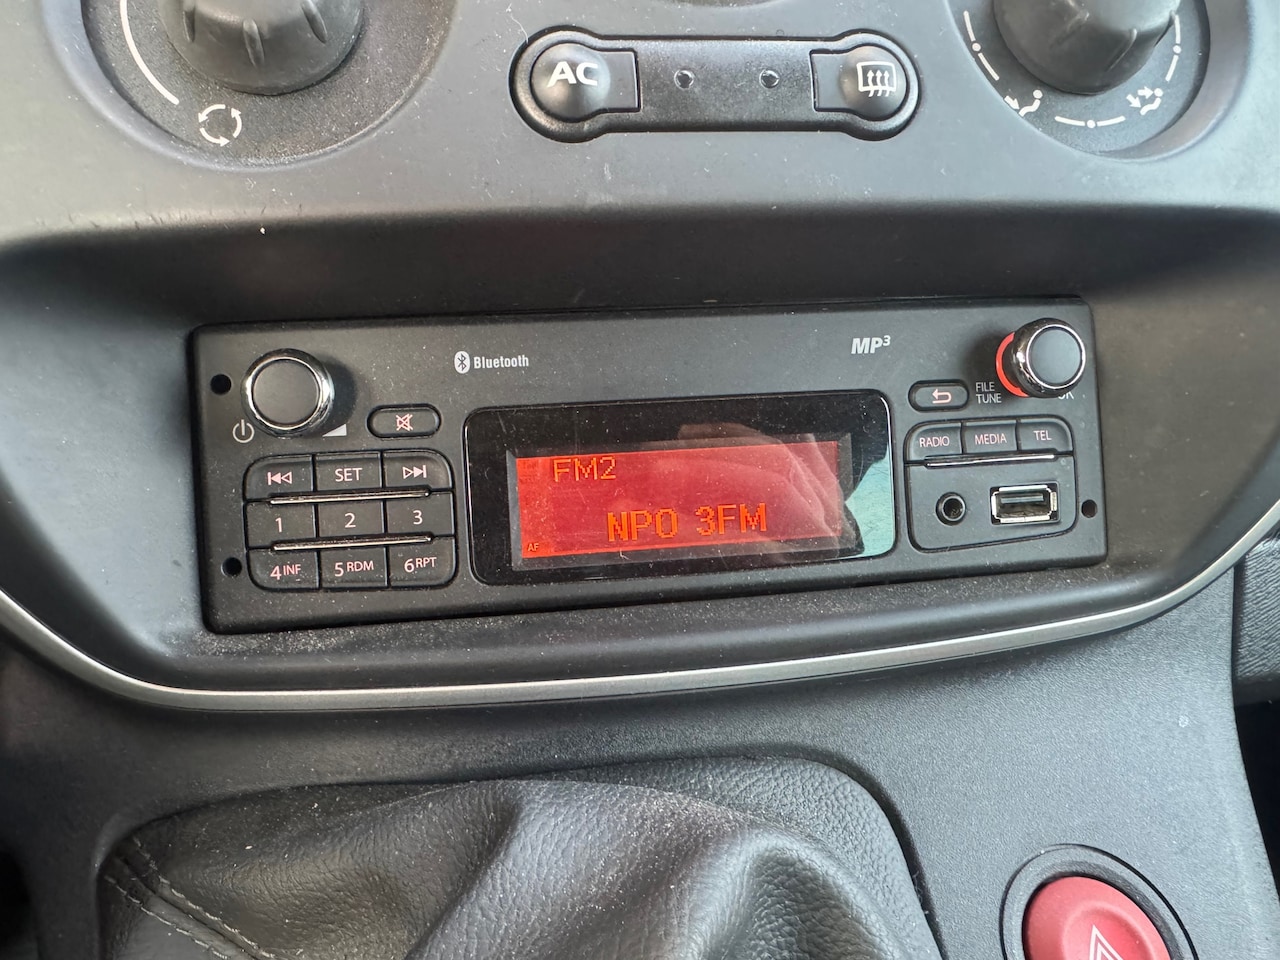 AC
Bluetooth
MP3
FILE
TUNE
OK
SET
RADIO
MEDIA
TEL
1
2
3
4 INF
5 RDM
6 RPT
FM2
NPO 3FM
AF